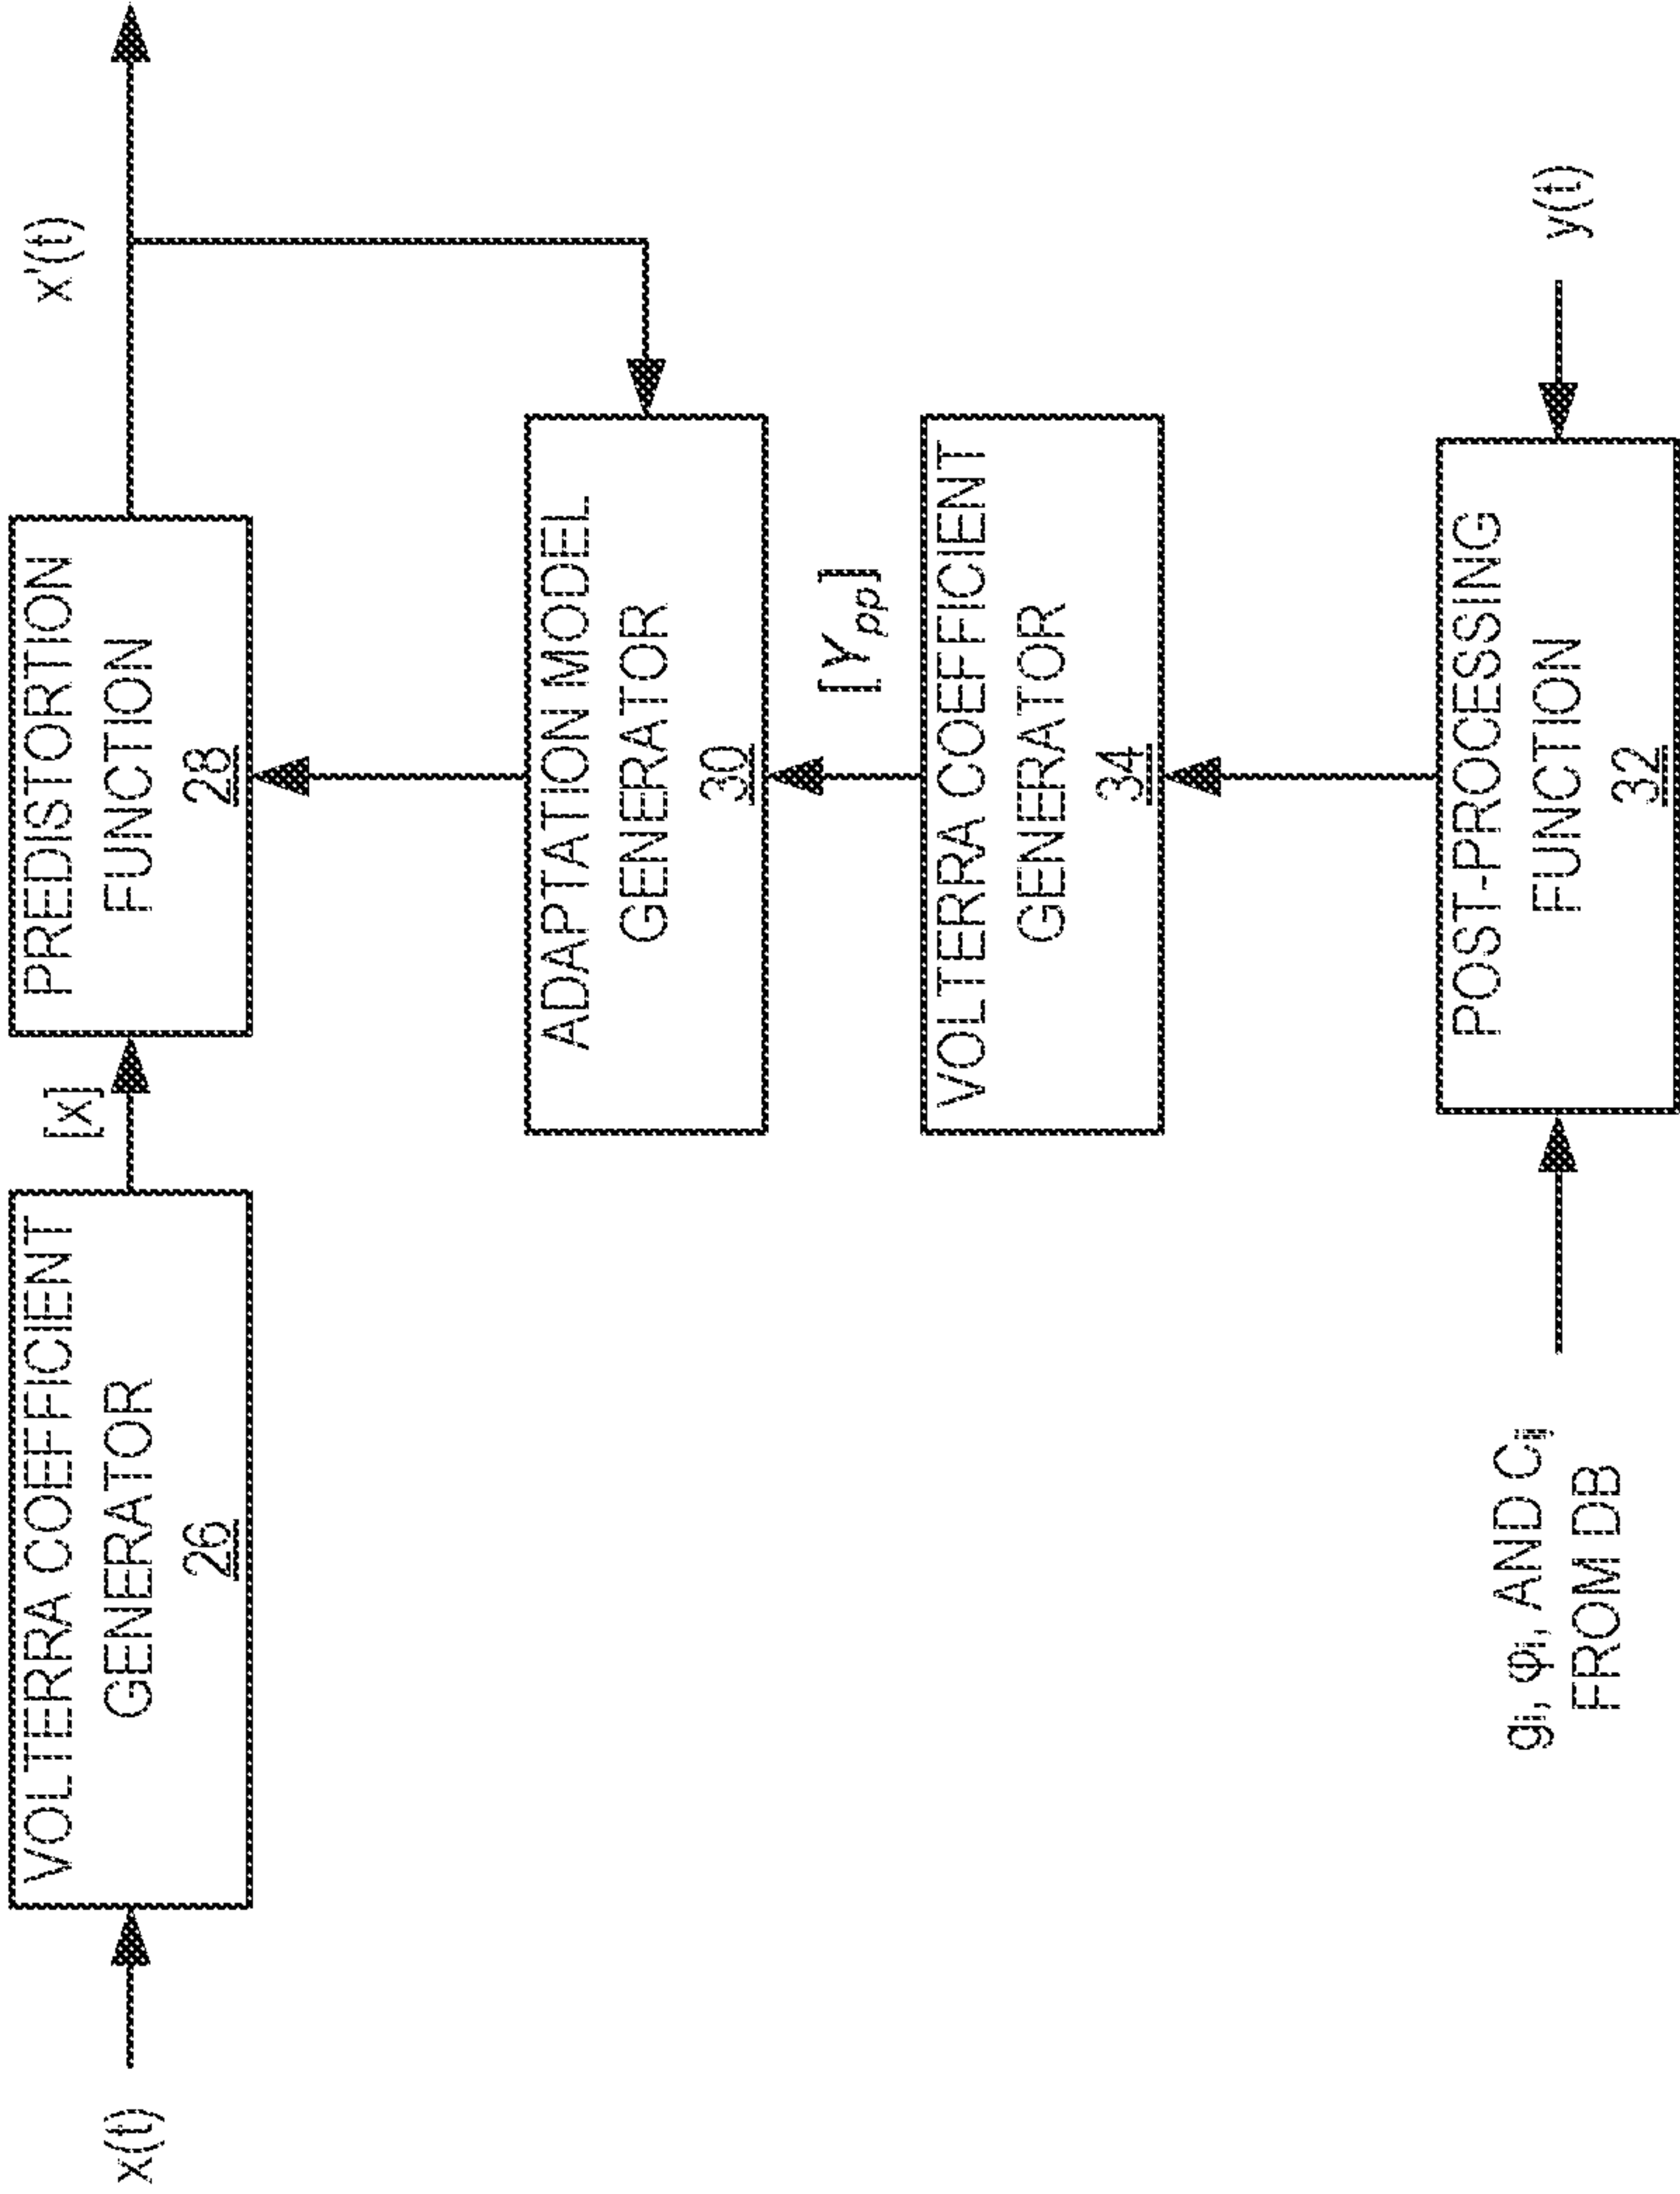 x(t)
VOLTERRA COEFFICIENT
GENERATOR
26
[x]
PREDISTORTION
FUNCTION
28
x'(t)
ADAPTATION MODEL
GENERATOR
30
[Ypp]
VOLTERRA COEFFICIENT
GENERATOR
34
gi, φi, AND Cij
FROM DB
POST-PROCESSING
FUNCTION
32
y(t)